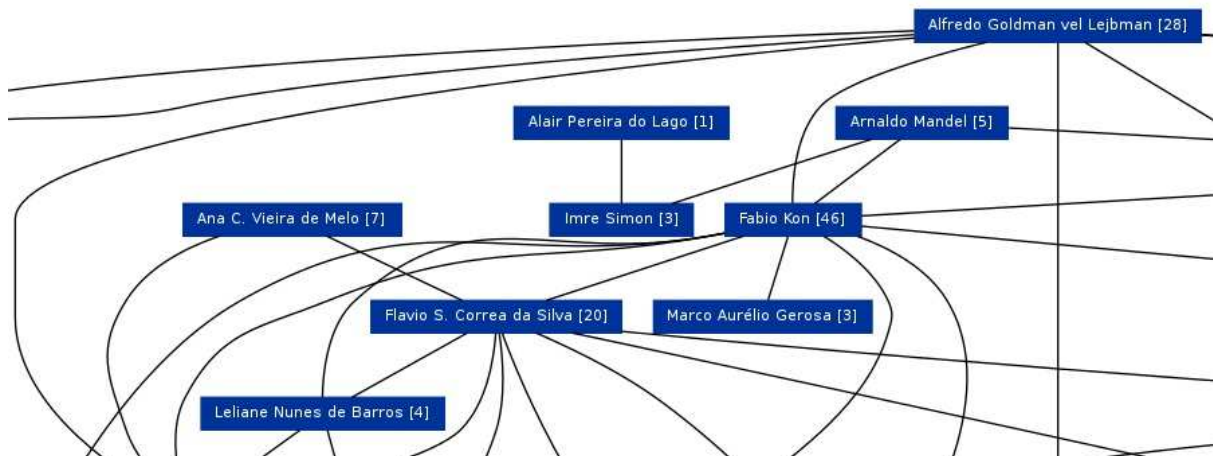 Alfredo Goldman vel Lejbman [28]
Alair Pereira do Lago [1]
Arnaldo Mandel [5]
Ana C. Vieira de Melo [7]
Imre Simon [3]
Fabio Kon [46]
Flavio S. Correa da Silva [20]
Marco Aurélio Gerosa [3]
Leliane Nunes de Barros [4]